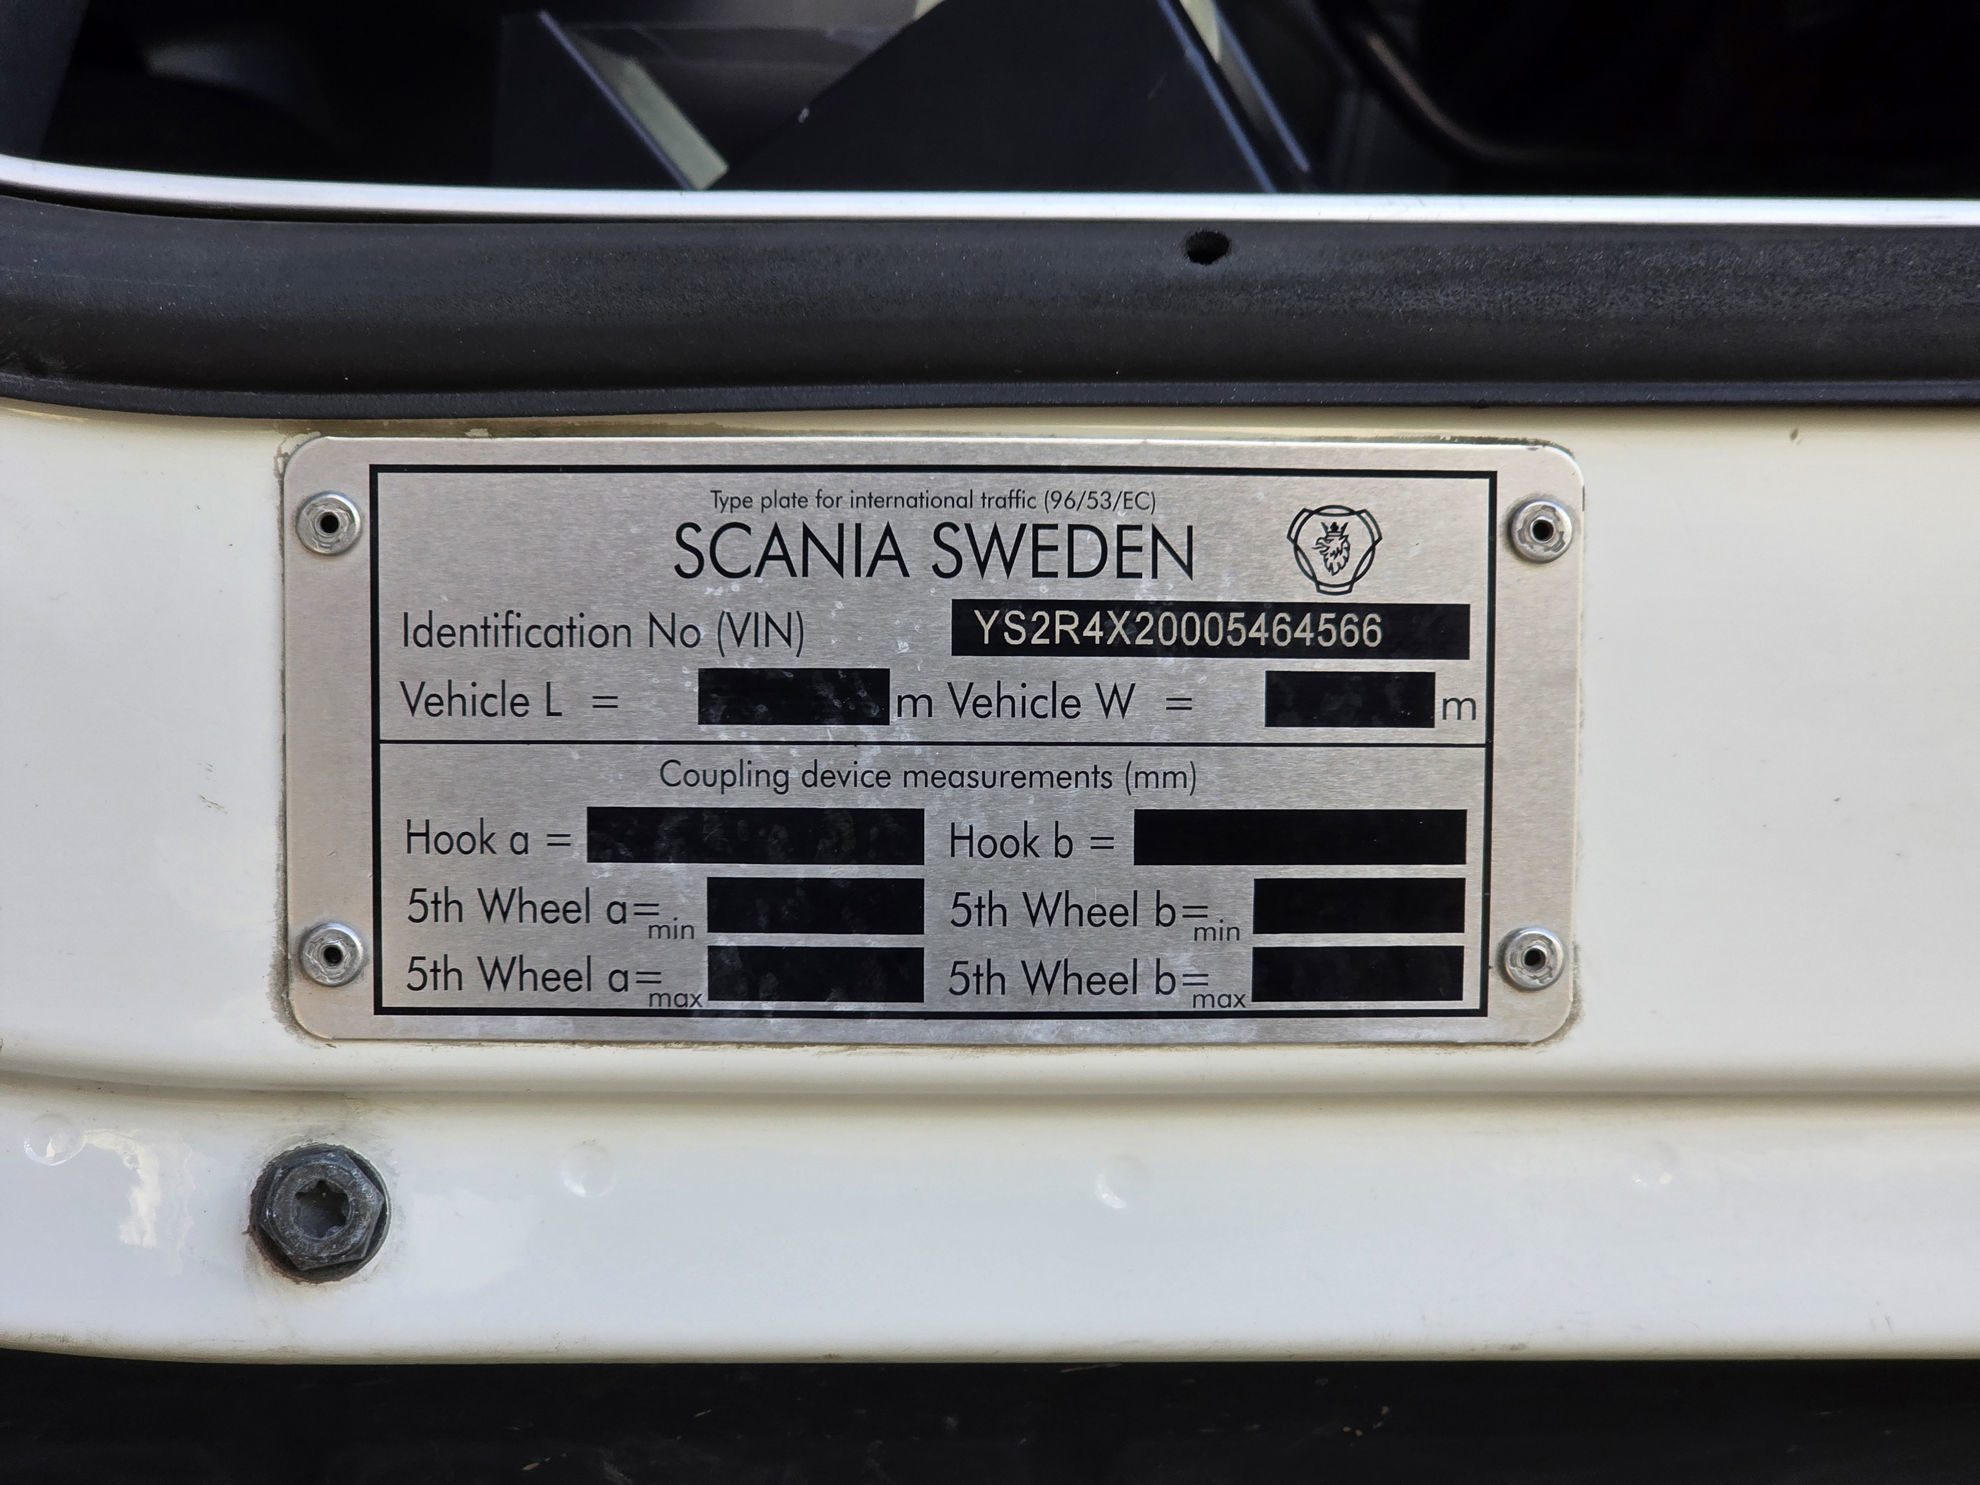 Type plate for international traffic (96/53/EC)
SCANIA SWEDEN
Identification No (VIN) YS2R4X20005464566
Vehicle L = m Vehicle W = m
Coupling device measurements (mm)
Hook a = Hook b =
5th Wheel a=min 5th Wheel b=min
5th Wheel a=max 5th Wheel b=max